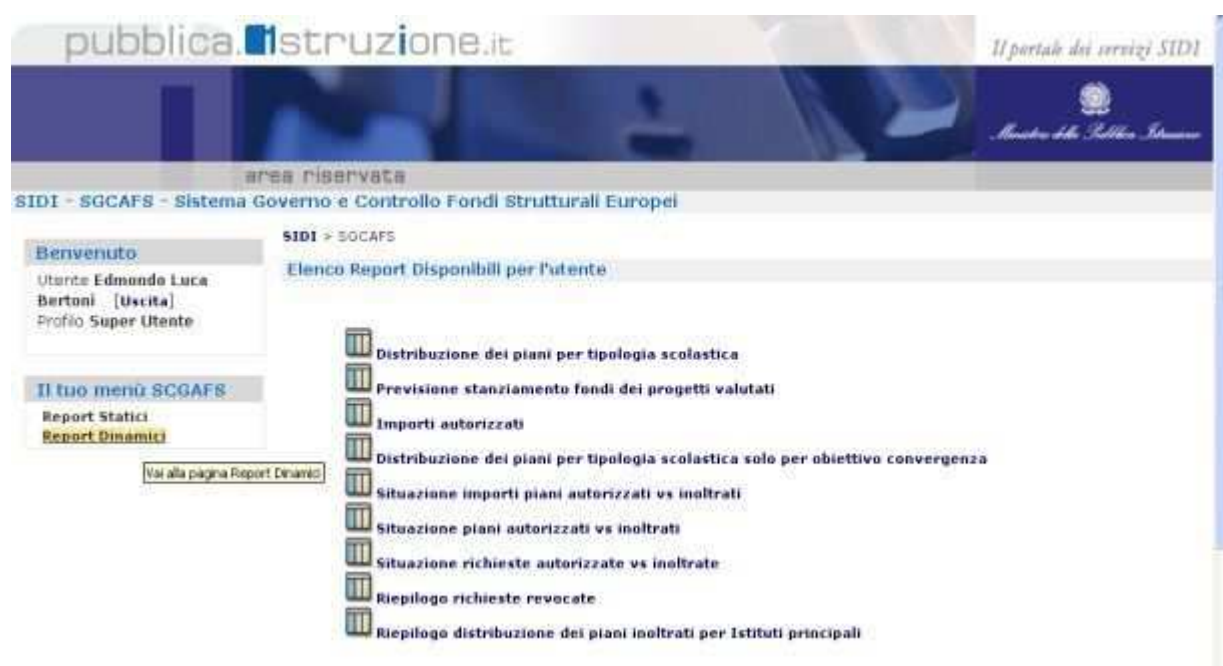 pubblica.istruzione.it
Il portale dei servizi SIDI
Ministero della Pubblica Istruzione
area riservata
SIDI - SGCAFS - Sistema Governo e Controllo Fondi Strutturali Europei
SIDI > SGCAFS
Benvenuto
Elenco Report Disponibili per l'utente
Utente Edmondo Luca
Bertoni [Uscita]
Profilo Super Utente
Distribuzione dei piani per tipologia scolastica
Il tuo menù SCGAFS
Previsione stanziamento fondi dei progetti valutati
Report Statici
Importi autorizzati
Report Dinamici
Distribuzione dei piani per tipologia scolastica solo per obiettivo convergenza
Vai alla pagina Report Dinamici
Situazione importi piani autorizzati vs inoltrati
Situazione piani autorizzati vs inoltrati
Situazione richieste autorizzate vs inoltrate
Riepilogo richieste revocate
Riepilogo distribuzione dei piani inoltrati per Istituti principali